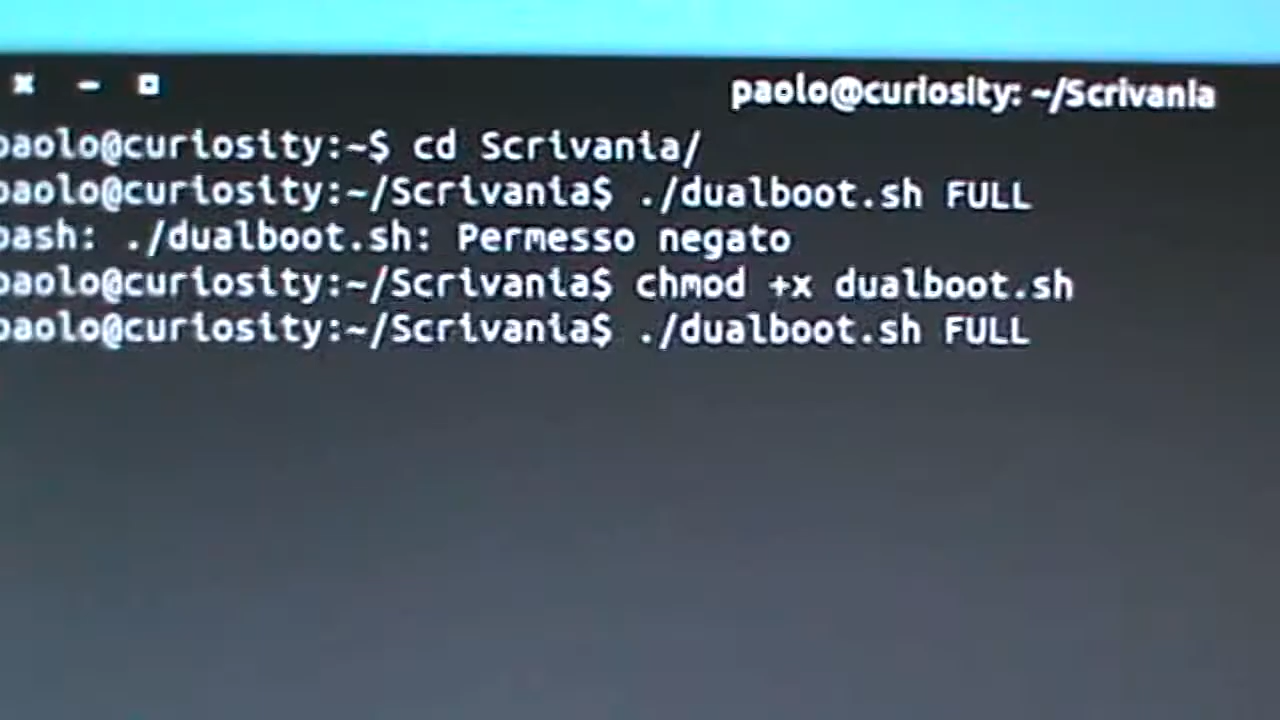 paolo@curiosity: ~/Scrivania
paolo@curiosity:~$ cd Scrivania/
paolo@curiosity:~/Scrivania$ ./dualboot.sh FULL
bash: ./dualboot.sh: Permesso negato
paolo@curiosity:~/Scrivania$ chmod +x dualboot.sh
paolo@curiosity:~/Scrivania$ ./dualboot.sh FULL